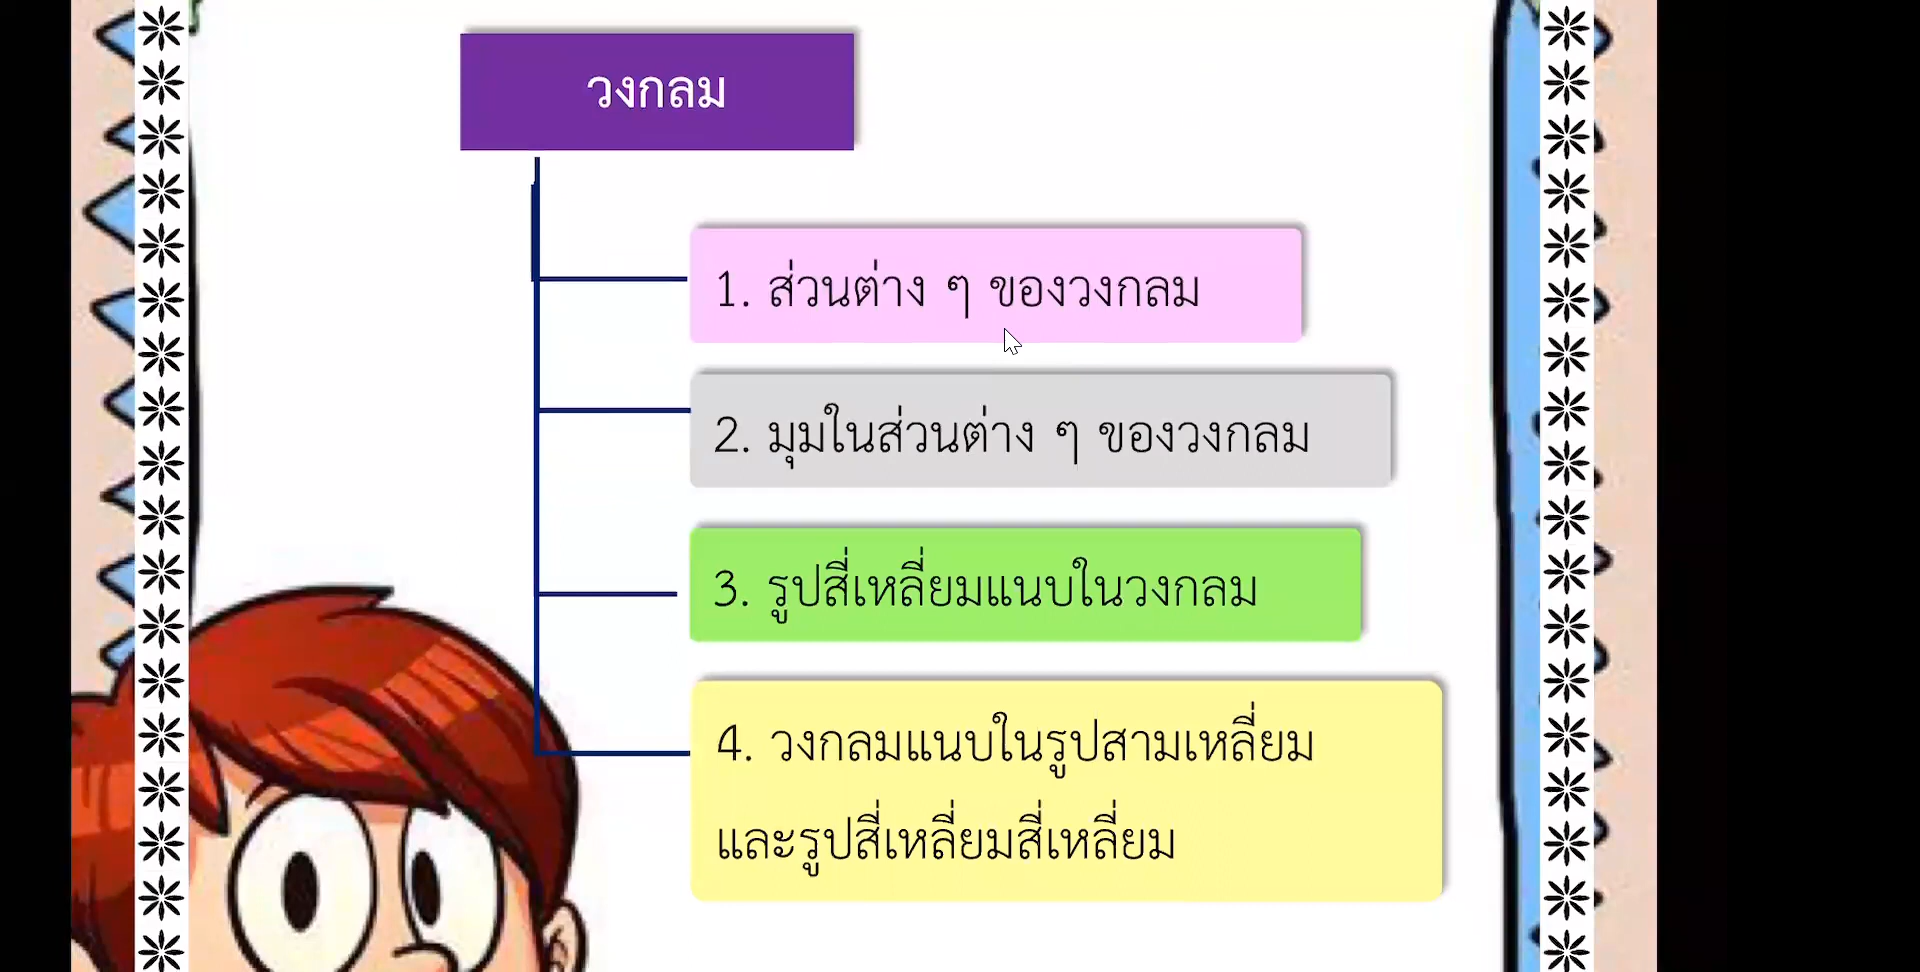 วงกลม
1. ส่วนต่าง ๆ ของวงกลม
2. มุมในส่วนต่าง ๆ ของวงกลม
3. รูปสี่เหลี่ยมแนบในวงกลม
4. วงกลมแนบในรูปสามเหลี่ยม
และรูปสี่เหลี่ยมสี่เหลี่ยม